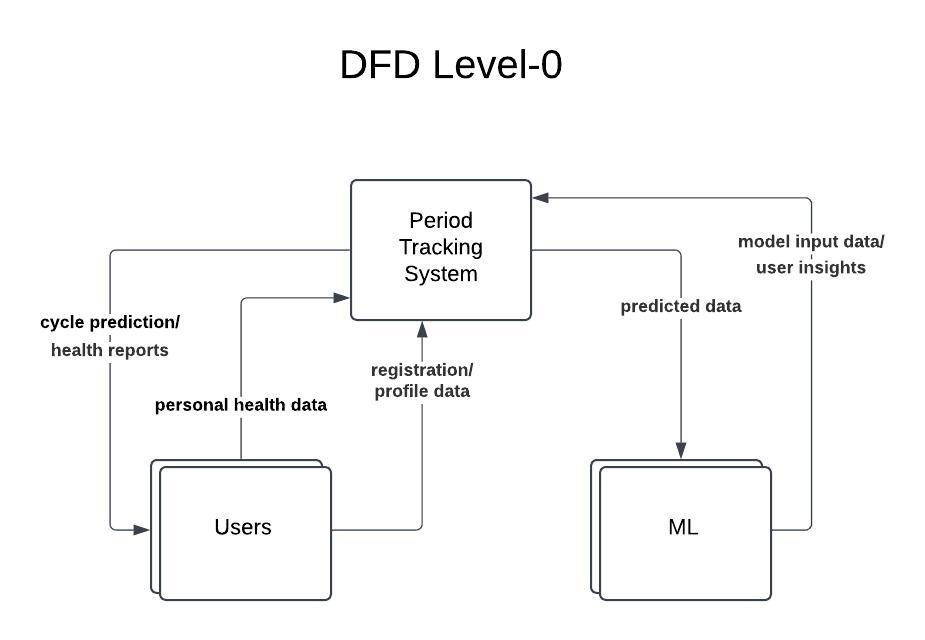 DFD Level-0
Period
Tracking
System
model input data/
user insights
predicted data
cycle prediction/
health reports
registration/
profile data
personal health data
Users
ML